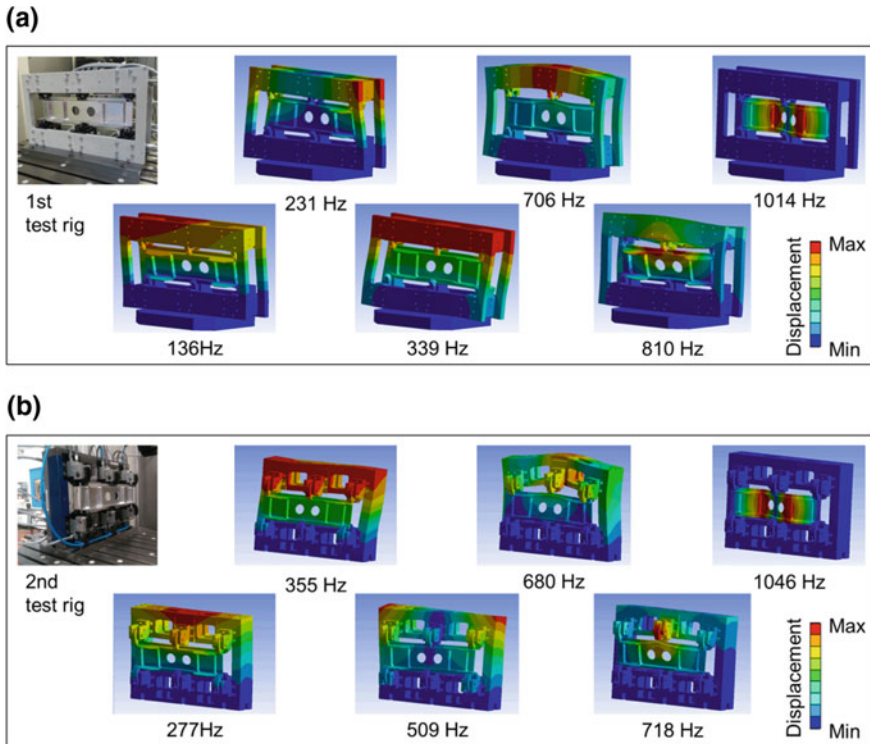 (a)
1st
test rig
231 Hz
706 Hz
1014 Hz
136Hz
339 Hz
810 Hz
Displacement
Max
Min
(b)
2nd
test rig
355 Hz
680 Hz
1046 Hz
277Hz
509 Hz
718 Hz
Displacement
Max
Min